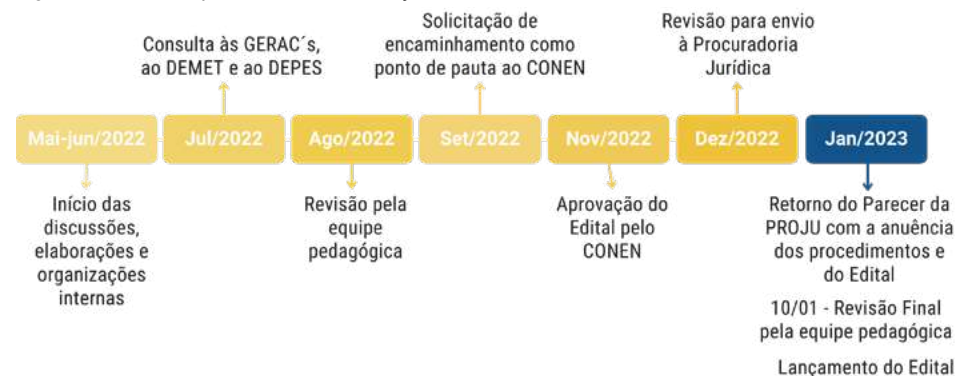 Solicitação de
encaminhamento como
ponto de pauta ao CONEN
Revisão para envio
à Procuradoria
Jurídica
Consulta às GERAC´s,
ao DEMET e ao DEPES
Mai-jun/2022
Jul/2022
Ago/2022
Set/2022
Nov/2022
Dez/2022
Jan/2023
Início das
discussões,
elaborações e
organizações
internas
Revisão pela
equipe
pedagógica
Aprovação do
Edital pelo
CONEN
Retorno do Parecer da
PROJU com a anuência
dos procedimentos e
do Edital
10/01 - Revisão Final
pela equipe pedagógica
Lançamento do Edital